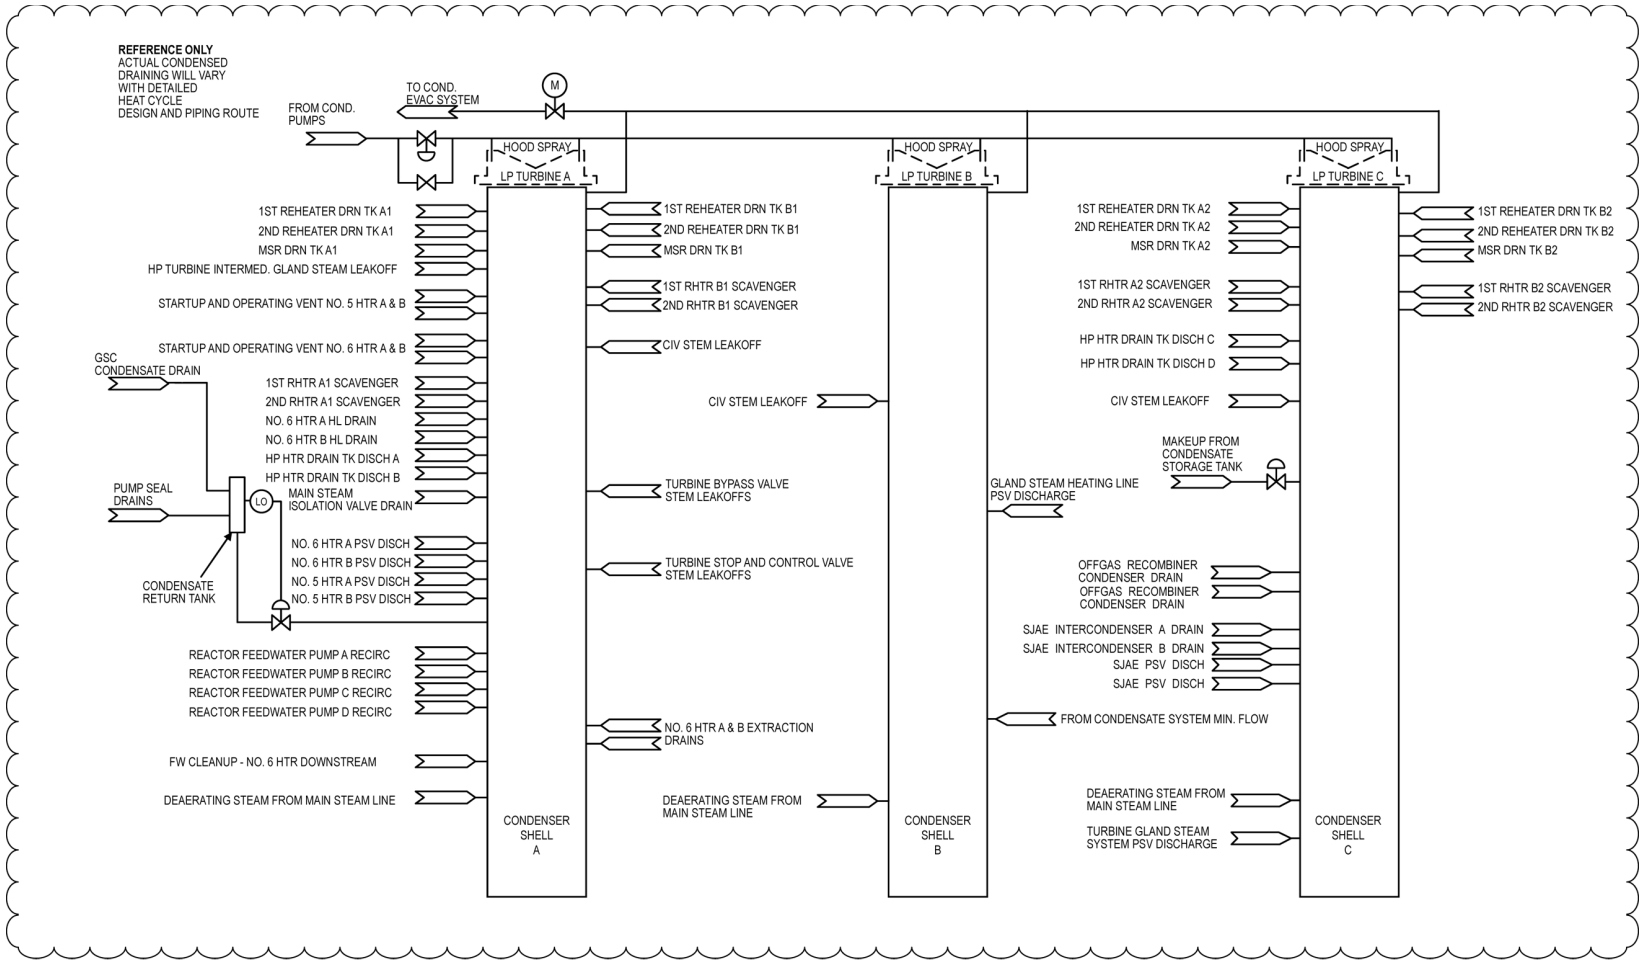 REFERENCE ONLY
ACTUAL CONDENSED
DRAINING WILL VARY
WITH DETAILED
HEAT CYCLE
DESIGN AND PIPING ROUTE
FROM COND.
PUMPS
TO COND.
EVAC SYSTEM
M
HOOD SPRAY
LP TURBINE A
HOOD SPRAY
LP TURBINE B
HOOD SPRAY
LP TURBINE C
1ST REHEATER DRN TK A1
2ND REHEATER DRN TK A1
MSR DRN TK A1
HP TURBINE INTERMED. GLAND STEAM LEAKOFF
STARTUP AND OPERATING VENT NO. 5 HTR A & B
STARTUP AND OPERATING VENT NO. 6 HTR A & B
GSC
CONDENSATE DRAIN
1ST RHTR A1 SCAVENGER
2ND RHTR A1 SCAVENGER
NO. 6 HTR A HL DRAIN
NO. 6 HTR B HL DRAIN
HP HTR DRAIN TK DISCH A
HP HTR DRAIN TK DISCH B
MAIN STEAM
ISOLATION VALVE DRAIN
PUMP SEAL
DRAINS
LO
CONDENSATE
RETURN TANK
NO. 6 HTR A PSV DISCH
NO. 6 HTR B PSV DISCH
NO. 5 HTR A PSV DISCH
NO. 5 HTR B PSV DISCH
REACTOR FEEDWATER PUMP A RECIRC
REACTOR FEEDWATER PUMP B RECIRC
REACTOR FEEDWATER PUMP C RECIRC
REACTOR FEEDWATER PUMP D RECIRC
FW CLEANUP - NO. 6 HTR DOWNSTREAM
DEAERATING STEAM FROM MAIN STEAM LINE
CONDENSER
SHELL
A
1ST REHEATER DRN TK B1
2ND REHEATER DRN TK B1
MSR DRN TK B1
1ST RHTR B1 SCAVENGER
2ND RHTR B1 SCAVENGER
CIV STEM LEAKOFF
TURBINE BYPASS VALVE
STEM LEAKOFFS
TURBINE STOP AND CONTROL VALVE
STEM LEAKOFFS
NO. 6 HTR A & B EXTRACTION
DRAINS
CIV STEM LEAKOFF
DEAERATING STEAM FROM
MAIN STEAM LINE
CONDENSER
SHELL
B
GLAND STEAM HEATING LINE
PSV DISCHARGE
FROM CONDENSATE SYSTEM MIN. FLOW
1ST REHEATER DRN TK A2
2ND REHEATER DRN TK A2
MSR DRN TK A2
1ST RHTR A2 SCAVENGER
2ND RHTR A2 SCAVENGER
HP HTR DRAIN TK DISCH C
HP HTR DRAIN TK DISCH D
CIV STEM LEAKOFF
MAKEUP FROM
CONDENSATE
STORAGE TANK
OFFGAS RECOMBINER
CONDENSER DRAIN
OFFGAS RECOMBINER
CONDENSER DRAIN
SJAE INTERCONDENSER A DRAIN
SJAE INTERCONDENSER B DRAIN
SJAE PSV DISCH
SJAE PSV DISCH
DEAERATING STEAM FROM
MAIN STEAM LINE
TURBINE GLAND STEAM
SYSTEM PSV DISCHARGE
CONDENSER
SHELL
C
1ST REHEATER DRN TK B2
2ND REHEATER DRN TK B2
MSR DRN TK B2
1ST RHTR B2 SCAVENGER
2ND RHTR B2 SCAVENGER